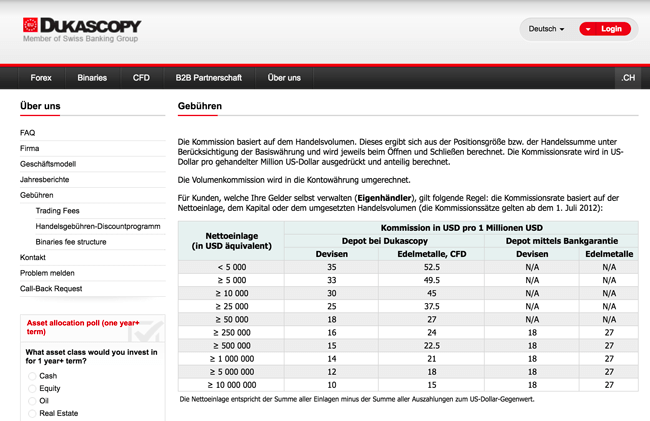 DUKASCOPY
Member of Swiss Banking Group
Deutsch
Login
Forex Binaries CFD B2B Partnerschaft Über uns .CH
Über uns
FAQ
Firma
Geschäftsmodell
Jahresberichte
Gebühren
Trading Fees
Handelsgebühren-Discountprogramm
Binaries fee structure
Kontakt
Problem melden
Call-Back Request
Asset allocation poll (one year+
term)
What asset class would you invest in
for 1 year+ term?
Cash
Equity
Oil
Real Estate
Gebühren
Die Kommission basiert auf dem Handelsvolumen. Dieses ergibt sich aus der Positionsgröße bzw. der Handelssumme unter
Berücksichtigung der Basiswährung und wird jeweils beim Öffnen und Schließen berechnet. Die Kommissionsrate wird in US-
Dollar pro gehandelter Million US-Dollar ausgedrückt und anteilig berechnet.
Die Volumenkommission wird in die Kontowährung umgerechnet.
Für Kunden, welche Ihre Gelder selbst verwalten (Eigenhändler), gilt folgende Regel: die Kommissionsrate basiert auf der
Nettoeinlage, dem Kapital oder dem umgesetzten Handelsvolumen (die Kommissionssätze gelten ab dem 1. Juli 2012):
Nettoeinlage
(in USD äquivalent)
Kommission in USD pro 1 Millionen USD
Depot bei Dukascopy Depot mittels Bankgarantie
Devisen Edelmetalle, CFD Devisen Edelmetalle
< 5 000 35 52.5 N/A N/A
≥ 5 000 33 49.5 N/A N/A
≥ 10 000 30 45 N/A N/A
≥ 25 000 25 37.5 N/A N/A
≥ 50 000 18 27 N/A N/A
≥ 250 000 16 24 18 27
≥ 500 000 15 22.5 18 27
≥ 1 000 000 14 21 18 27
≥ 5 000 000 12 18 18 27
≥ 10 000 000 10 15 18 27
Die Nettoeinlage entspricht der Summe aller Einlagen minus der Summe aller Auszahlungen zum US-Dollar-Gegenwert.